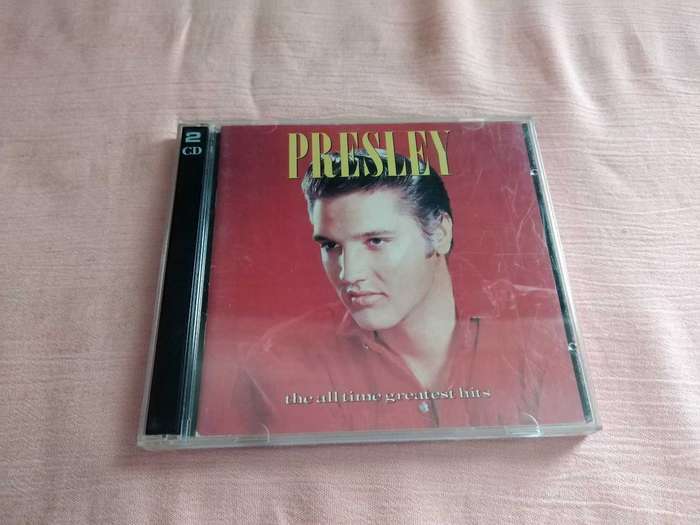 2
CD
PRESLEY
the all time greatest hits